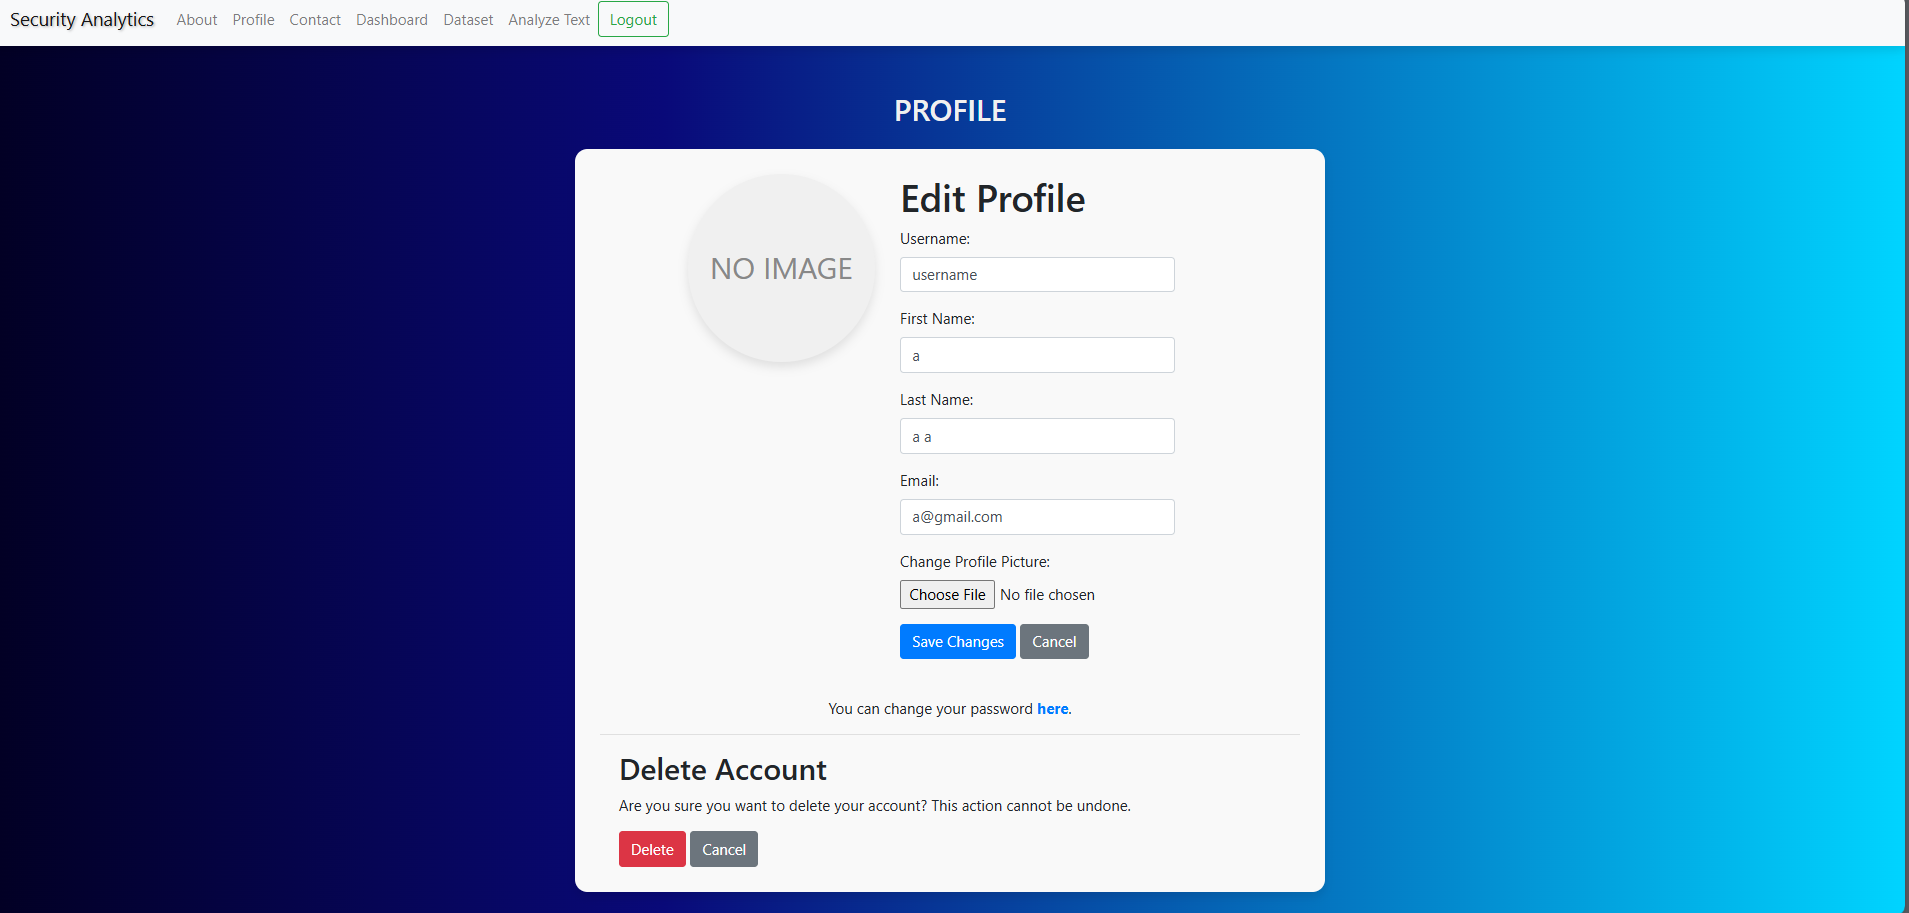 Security Analytics About Profile Contact Dashboard Dataset Analyze Text Logout
PROFILE
NO IMAGE
Edit Profile
Username:
username
First Name:
a
Last Name:
a a
Email:
a@gmail.com
Change Profile Picture:
Choose File No file chosen
Save Changes Cancel
You can change your password here.
Delete Account
Are you sure you want to delete your account? This action cannot be undone.
Delete Cancel